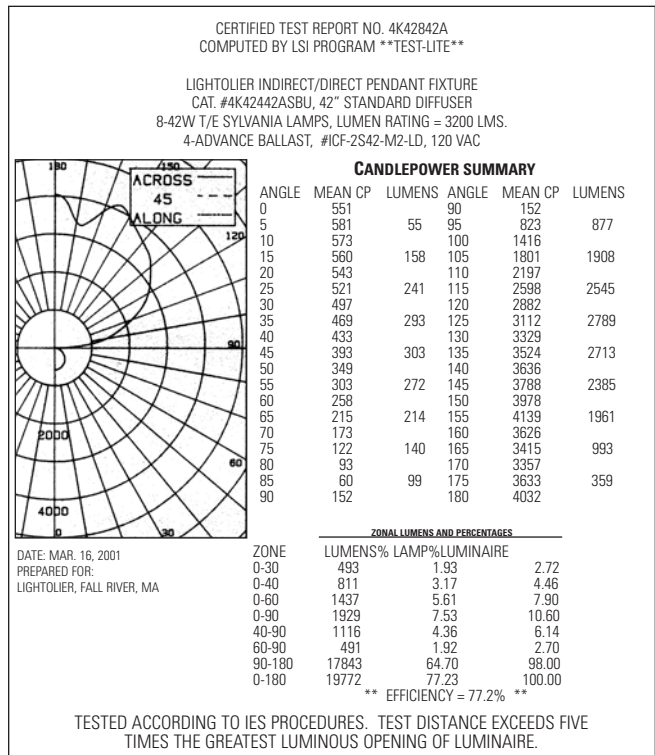 CERTIFIED TEST REPORT NO. 4K42842A
COMPUTED BY LSI PROGRAM **TEST-LITE**
LIGHTOLIER INDIRECT/DIRECT PENDANT FIXTURE
CAT. #4K42442ASBU, 42” STANDARD DIFFUSER
8-42W T/E SYLVANIA LAMPS, LUMEN RATING = 3200 LMS.
4-ADVANCE BALLAST, #ICF-2S42-M2-LD, 120 VAC
180 150
ACROSS
45
ALONG
120
90
2000
60
4000
0 30
CANDLEPOWER SUMMARY
ANGLE MEAN CP LUMENS ANGLE MEAN CP LUMENS
0 551 90 152
5 581 55 95 823 877
10 573 100 1416
15 560 158 105 1801 1908
20 543 110 2197
25 521 241 115 2598 2545
30 497 120 2882
35 469 293 125 3112 2789
40 433 130 3329
45 393 303 135 3524 2713
50 349 140 3636
55 303 272 145 3788 2385
60 258 150 3978
65 215 214 155 4139 1961
70 173 160 3626
75 122 140 165 3415 993
80 93 170 3357
85 60 99 175 3633 359
90 152 180 4032
DATE: MAR. 16, 2001
PREPARED FOR:
LIGHTOLIER, FALL RIVER, MA
ZONAL LUMENS AND PERCENTAGES
ZONE LUMENS% LAMP%LUMINAIRE
0-30 493 1.93 2.72
0-40 811 3.17 4.46
0-60 1437 5.61 7.90
0-90 1929 7.53 10.60
40-90 1116 4.36 6.14
60-90 491 1.92 2.70
90-180 17843 64.70 98.00
0-180 19772 77.23 100.00
** EFFICIENCY = 77.2% **
TESTED ACCORDING TO IES PROCEDURES. TEST DISTANCE EXCEEDS FIVE
TIMES THE GREATEST LUMINOUS OPENING OF LUMINAIRE.